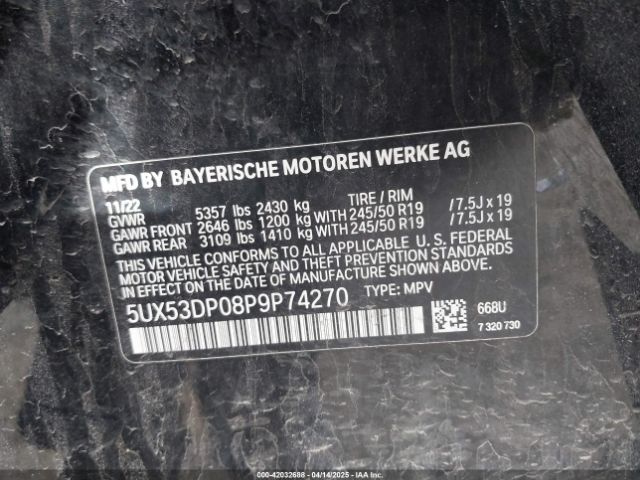 MFD BY BAYERISCHE MOTOREN WERKE AG
11/22 TIRE / RIM
GVWR 5357 lbs 2430 kg
GAWR FRONT 2646 lbs 1200 kg WITH 245/50 R19 / 7.5J x 19
GAWR REAR 3109 lbs 1410 kg WITH 245/50 R19 / 7.5J x 19
THIS VEHICLE CONFORMS TO ALL APPLICABLE U. S. FEDERAL
MOTOR VEHICLE SAFETY AND THEFT PREVENTION STANDARDS
IN EFFECT ON THE DATE OF MANUFACTURE SHOWN ABOVE.
5UX53DP08P9P74270 TYPE: MPV
668U
7 320 730
000-42032688 - 04/14/2025 - IAAI.COM